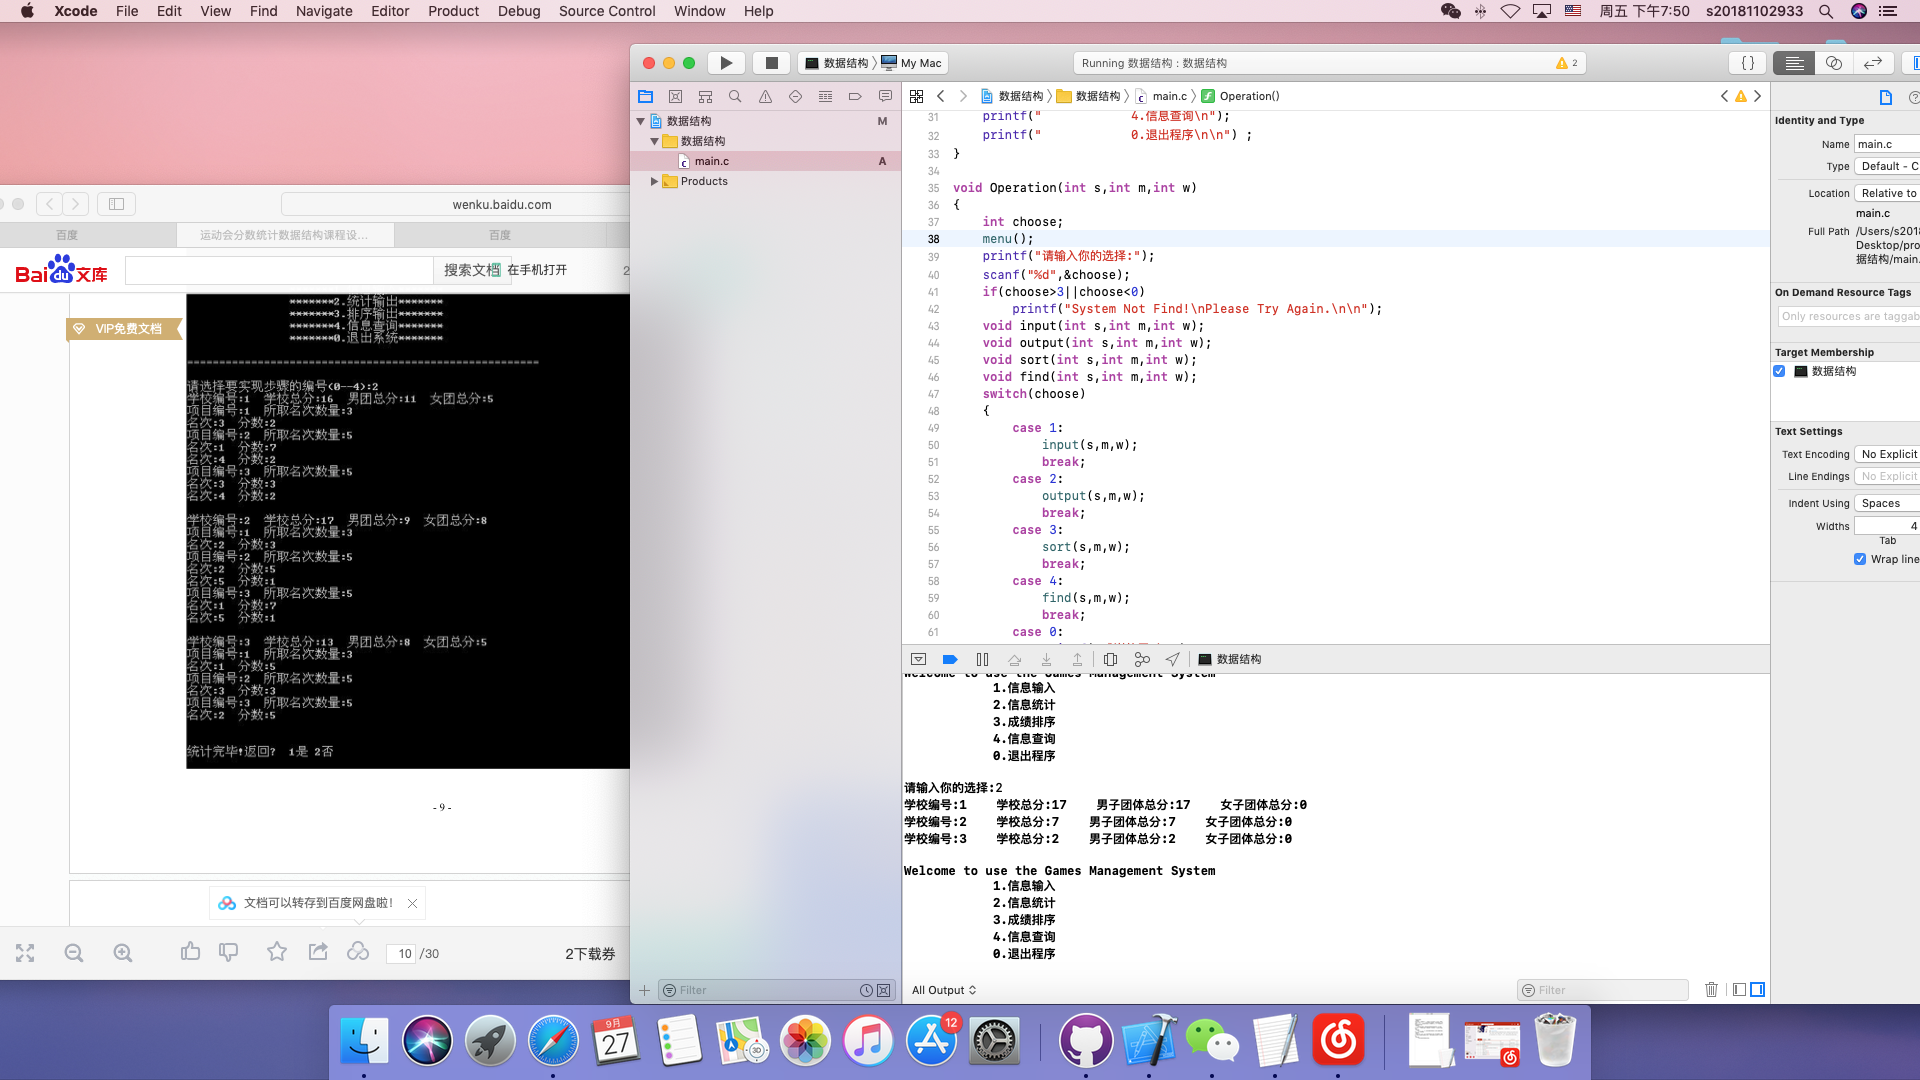 Xcode File Edit View Find Navigate Editor Product Debug Source Control Window Help
周五 下午7:50 s20181102933
wenku.baidu.com
百度
运动会分数统计数据结构课程设...
百度
Bai du 文库
搜索文档
在手机打开
2
VIP免费文档
*******2.统计输出*******
*******3.排序输出*******
*******4.信息查询*******
*******0.退出系统*******
请选择要实现步骤的编号(0--4):2
学校编号:1 学校总分:16 男团总分:11 女团总分:5
项目编号:1 所取名次数量:3
名次:3 分数:2
项目编号:2 所取名次数量:5
名次:1 分数:7
名次:4 分数:2
项目编号:3 所取名次数量:5
名次:3 分数:3
名次:4 分数:2
学校编号:2 学校总分:17 男团总分:9 女团总分:8
项目编号:1 所取名次数量:3
名次:2 分数:3
项目编号:2 所取名次数量:5
名次:2 分数:5
名次:5 分数:1
项目编号:3 所取名次数量:5
名次:1 分数:7
名次:5 分数:1
学校编号:3 学校总分:13 男团总分:8 女团总分:5
项目编号:1 所取名次数量:3
名次:1 分数:5
项目编号:2 所取名次数量:5
名次:3 分数:3
项目编号:3 所取名次数量:5
名次:2 分数:5
统计完毕!返回? 1是 2否
- 9 -
文档可以转存到百度网盘啦!
10 /30
2下载券
数据结构 〉 My Mac
Running 数据结构 : 数据结构
2
数据结构 M
数据结构
main.c A
Products
Filter
数据结构 〉 数据结构 〉 main.c 〉 Operation()
31 printf(" 4.信息查询\n");
32 printf(" 0.退出程序\n\n") ;
33 }
34
35 void Operation(int s,int m,int w)
36 {
37 int choose;
38 menu();
39 printf("请输入你的选择:");
40 scanf("%d",&choose);
41 if(choose>3||choose<0)
42 printf("System Not Find!\nPlease Try Again.\n\n");
43 void input(int s,int m,int w);
44 void output(int s,int m,int w);
45 void sort(int s,int m,int w);
46 void find(int s,int m,int w);
47 switch(choose)
48 {
49 case 1:
50 input(s,m,w);
51 break;
52 case 2:
53 output(s,m,w);
54 break;
55 case 3:
56 sort(s,m,w);
57 break;
58 case 4:
59 find(s,m,w);
60 break;
61 case 0:
数据结构
Welcome to use the Games Management System
1.信息输入
2.信息统计
3.成绩排序
4.信息查询
0.退出程序
请输入你的选择:2
学校编号:1 学校总分:17 男子团体总分:17 女子团体总分:0
学校编号:2 学校总分:7 男子团体总分:7 女子团体总分:0
学校编号:3 学校总分:2 男子团体总分:2 女子团体总分:0
Welcome to use the Games Management System
1.信息输入
2.信息统计
3.成绩排序
4.信息查询
0.退出程序
All Output
Filter
Identity and Type
Name main.c
Type Default - C
Location Relative to
main.c
Full Path /Users/s2018
Desktop/pro
据结构/main.
On Demand Resource Tags
Only resources are taggab
Target Membership
数据结构
Text Settings
Text Encoding No Explicit
Line Endings No Explicit
Indent Using Spaces
Widths 4
Tab
Wrap line
9月
27
3D
12